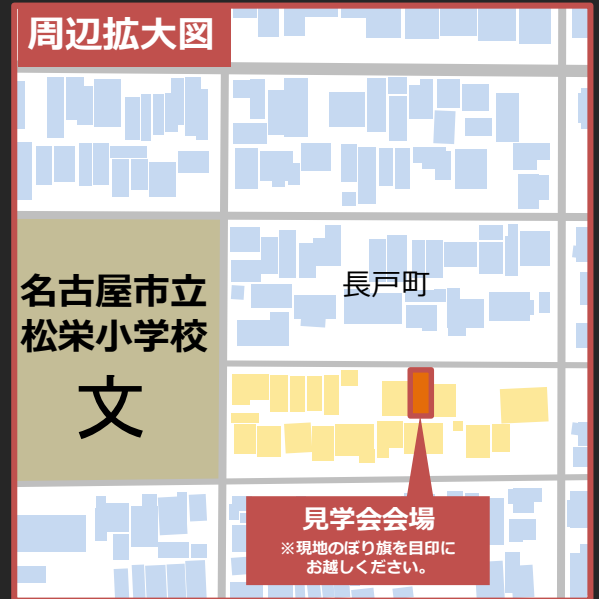 周辺拡大図
名古屋市立
松栄小学校
文
長戸町
見学会会場
※現地のぼり旗を目印に
お越しください。